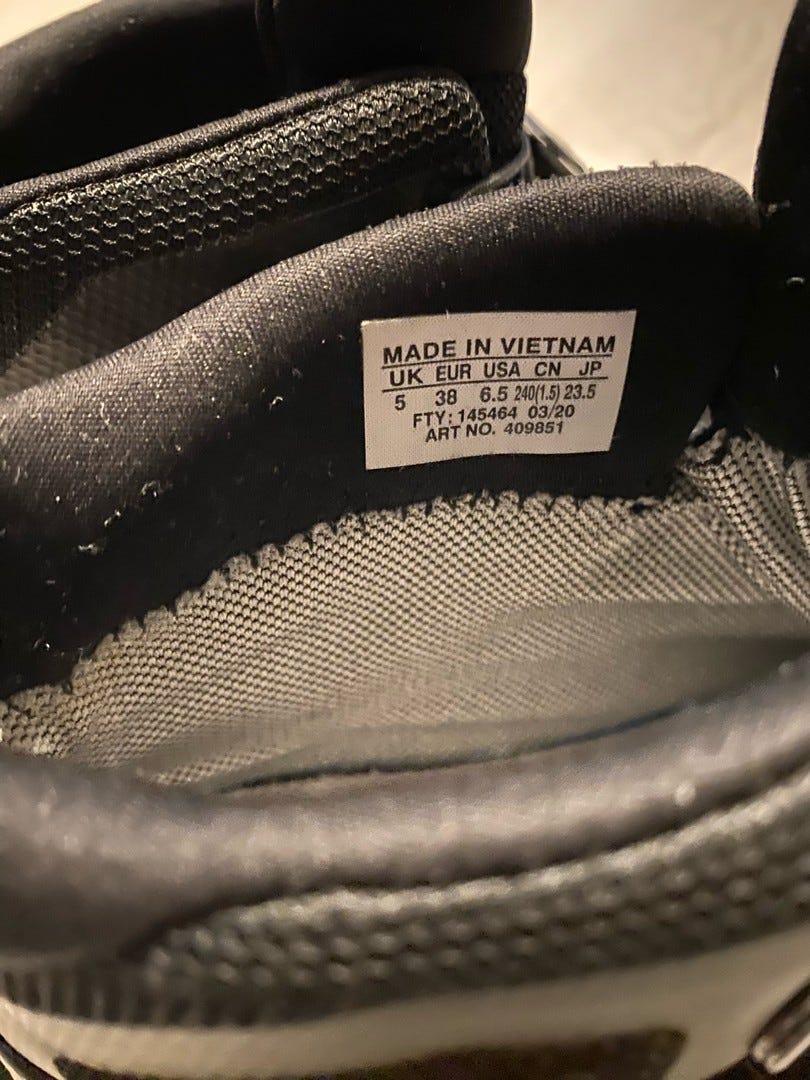 MADE IN VIETNAM
UK EUR USA CN JP
5 38 6.5 240(1.5) 23.5
FTY: 145464 03/20
ART NO. 409851